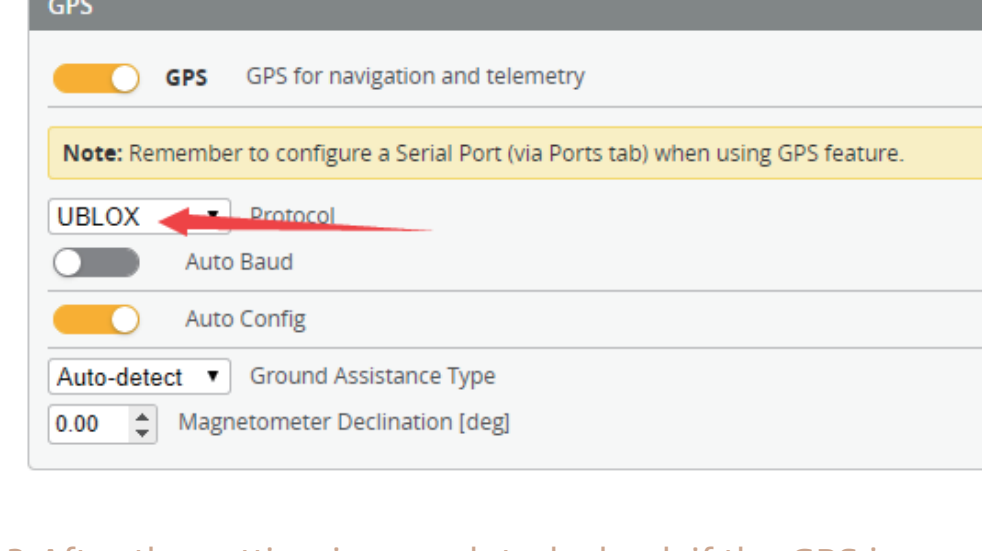 GPS
GPS GPS for navigation and telemetry
Note: Remember to configure a Serial Port (via Ports tab) when using GPS feature.
UBLOX Protocol
Auto Baud
Auto Config
Auto-detect Ground Assistance Type
0.00 Magnetometer Declination [deg]